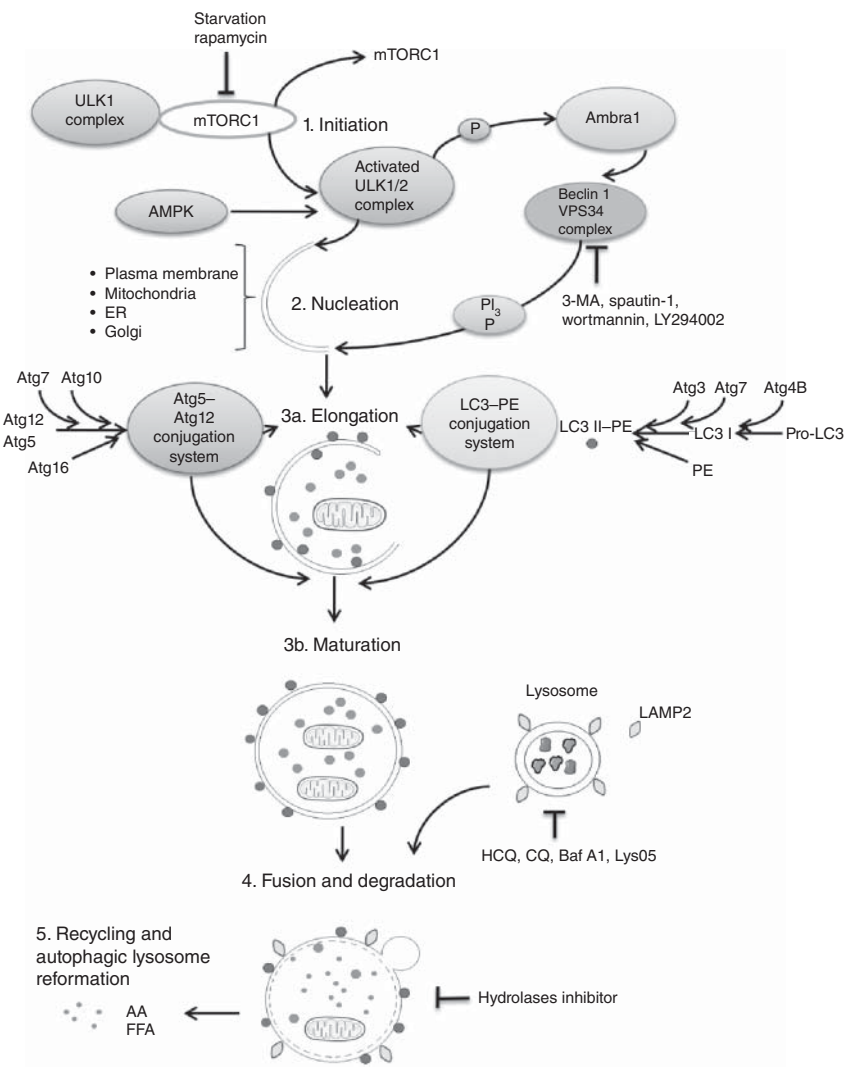 Starvation
rapamycin
mTORC1
ULK1
complex
mTORC1
1. Initiation
P
Ambra1
Activated
ULK1/2
complex
AMPK
Beclin 1
VPS34
complex
• Plasma membrane
• Mitochondria
• ER
• Golgi
2. Nucleation
PI3
P
3-MA, spautin-1,
wortmannin, LY294002
Atg7 Atg10
Atg12
Atg5
Atg16
Atg5–
Atg12
conjugation
system
3a. Elongation
LC3–PE
conjugation
system
LC3 II–PE
Atg3 Atg7 Atg4B
LC3 I
Pro-LC3
PE
3b. Maturation
Lysosome
LAMP2
HCQ, CQ, Baf A1, Lys05
4. Fusion and degradation
5. Recycling and
autophagic lysosome
reformation
AA
FFA
Hydrolases inhibitor